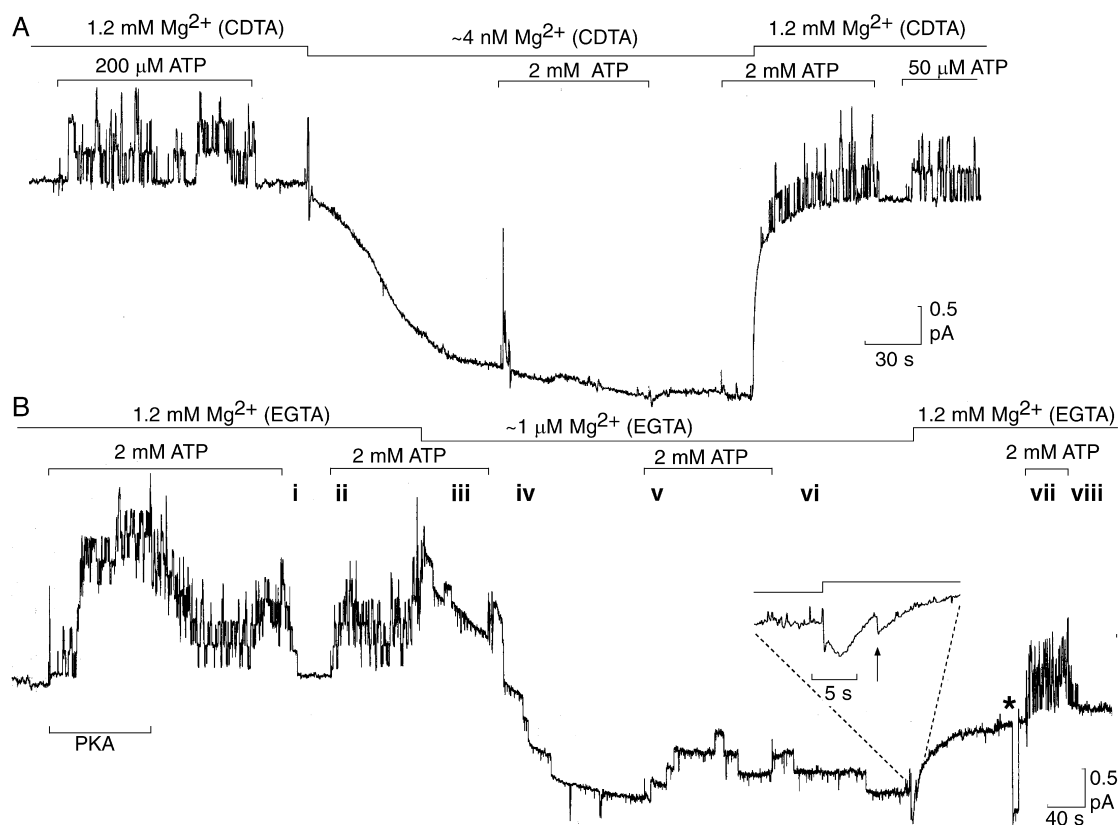 A
1.2 mM Mg2+ (CDTA)
~4 nM Mg2+ (CDTA)
1.2 mM Mg2+ (CDTA)
200 μM ATP
2 mM ATP
2 mM ATP
50 μM ATP
0.5
pA
30 s
B
1.2 mM Mg2+ (EGTA)
~1 μM Mg2+ (EGTA)
1.2 mM Mg2+ (EGTA)
2 mM ATP
2 mM ATP
2 mM ATP
2 mM ATP
i
ii
iii
iv
v
vi
vii
viii
5 s
*
PKA
0.5
pA
40 s